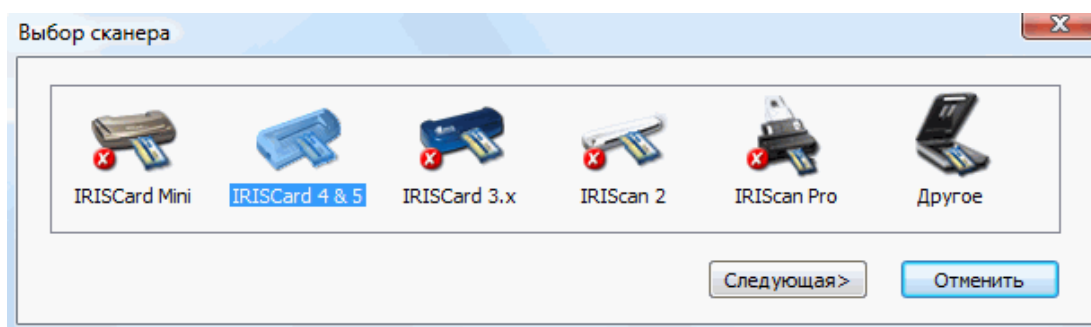 Выбор сканера
IRISCard Mini
IRISCard 4 & 5
IRISCard 3.x
IRIScan 2
IRIScan Pro
Другое
Следующая>
Отменить